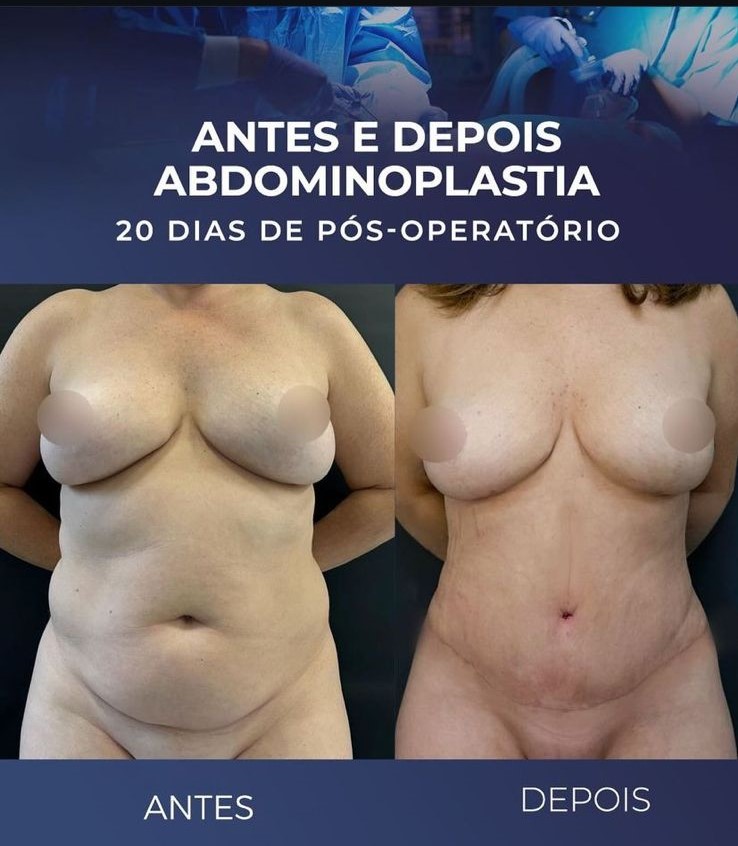 ANTES E DEPOIS
ABDOMINOPLASTIA
20 DIAS DE PÓS-OPERATÓRIO
ANTES
DEPOIS